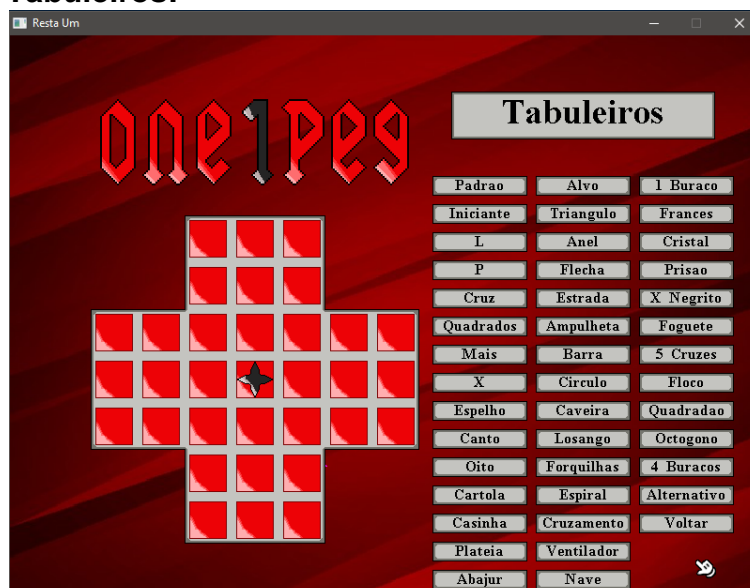 Tabuleiros:
Resta Um
one1peg
Tabuleiros
Padrao Alvo 1 Buraco
Iniciante Triangulo Frances
L Anel Cristal
P Flecha Prisao
Cruz Estrada X Negrito
Quadrados Ampulheta Foguete
Mais Barra 5 Cruzes
X Circulo Floco
Espelho Caveira Quadradao
Canto Losango Octogono
Oito Forquilhas 4 Buracos
Cartola Espiral Alternativo
Casinha Cruzamento Voltar
Plateia Ventilador
Abajur Nave